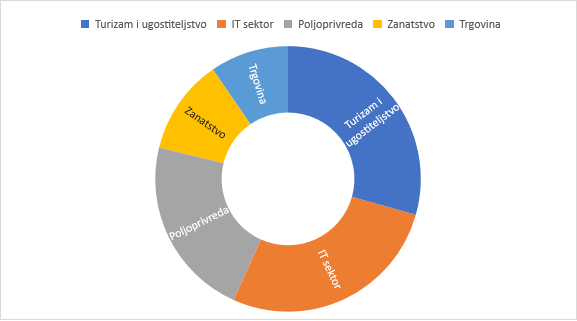 Turizam i ugostiteljstvo IT sektor Poljoprivreda Zanatstvo Trgovina
Trgovina
Turizam i
ugostiteljstvo
Zanatstvo
Poljoprivreda
IT sektor